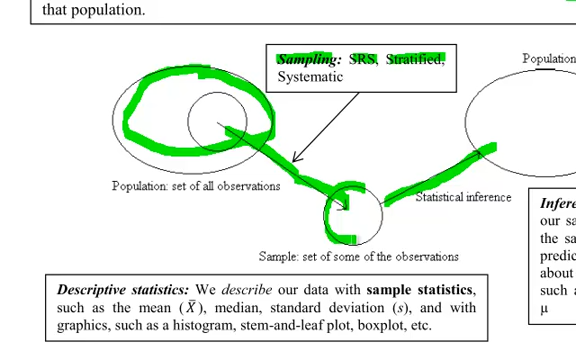 that population.
Sampling: SRS, Stratified,
Systematic
Population
Population: set of all observations
Statistical inference
Sample: set of some of the observations
Infere
our sa
the sa
predic
about
such a
µ
Descriptive statistics: We describe our data with sample statistics,
such as the mean (X̅), median, standard deviation (s), and with
graphics, such as a histogram, stem-and-leaf plot, boxplot, etc.